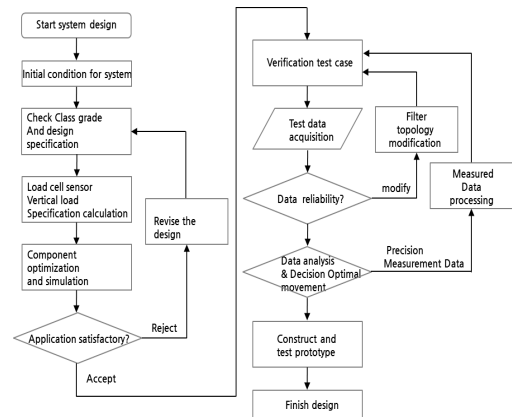 Start system design
Initial condition for system
Check Class grade
And design
specification
Load cell sensor
Vertical load
Specification calculation
Component
optimization
and simulation
Application satisfactory?
Accept
Reject
Revise the
design
Verification test case
Test data
acquisition
Data reliability?
modify
Filter
topology
modification
Data analysis
& Decision Optimal
movement
Precision
Measurement Data
Measured
Data
processing
Construct and
test prototype
Finish design